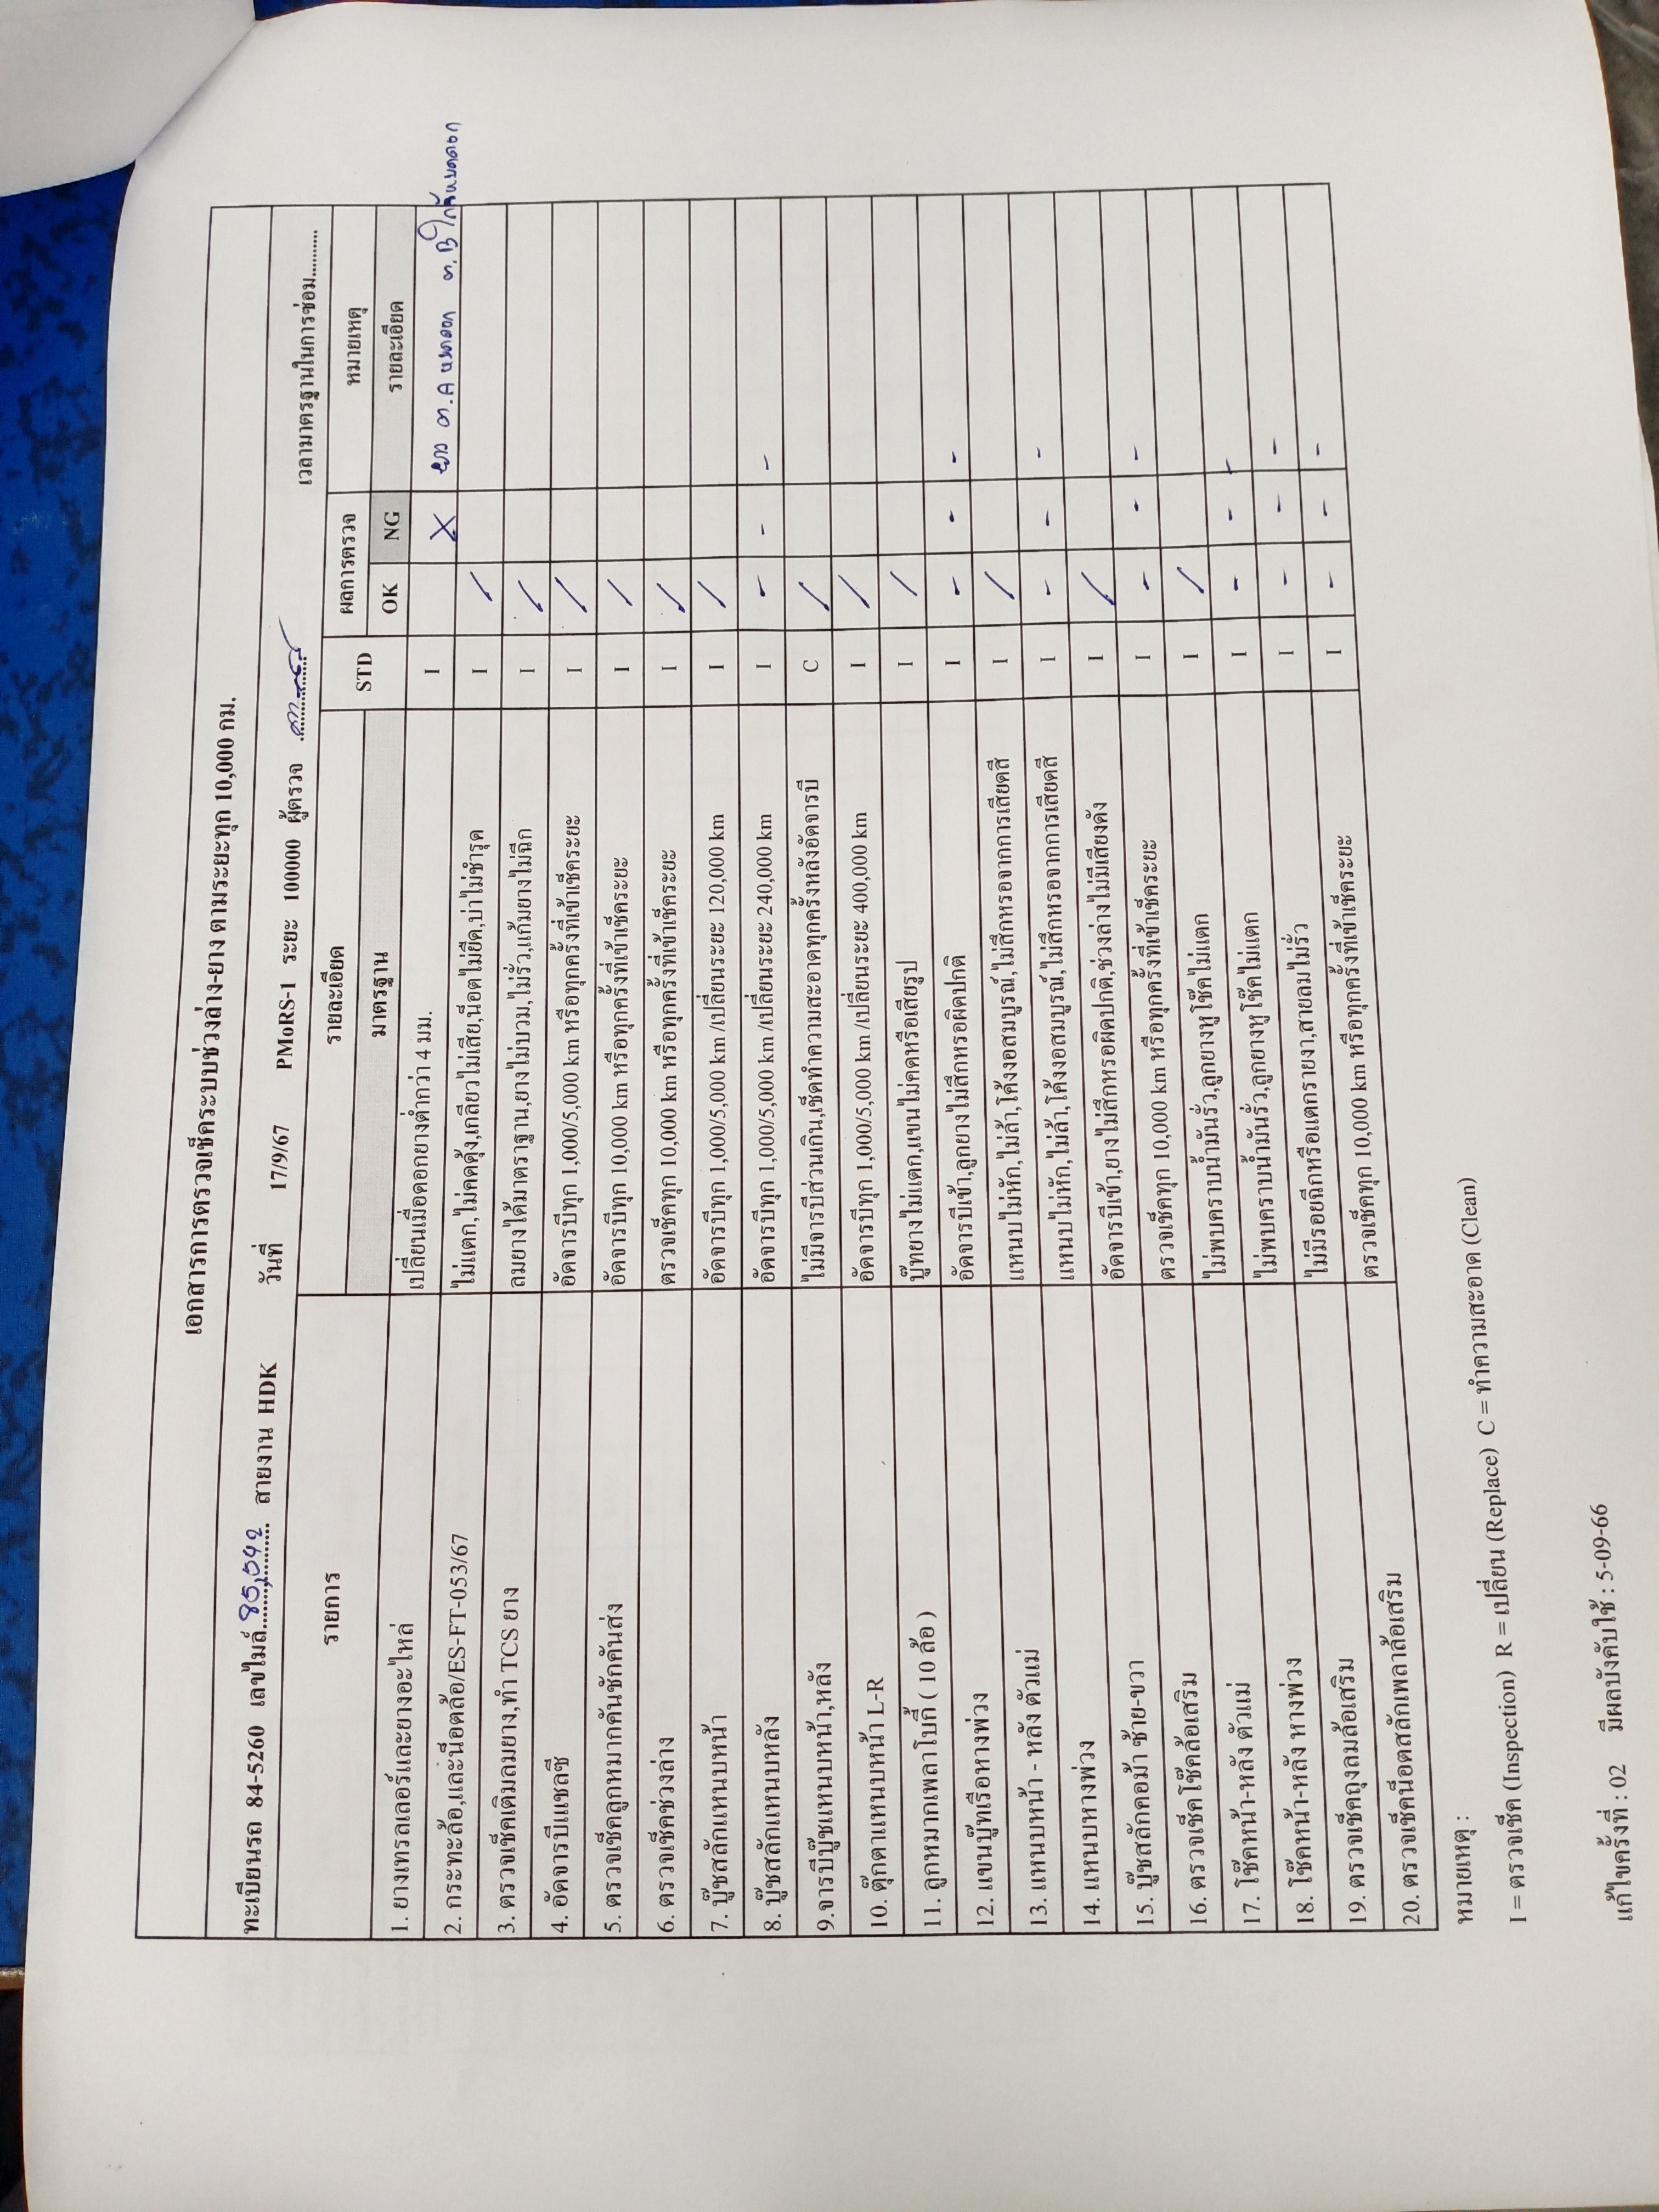 เอกสารการตรวจเช็คระบบช่วงล่าง-ยาง ตามระยะทุก 10,000 กม.
ทะเบียนรถ 84-5260 เลขไมล์ 85,592 สายงาน HDK วันที่ 17/9/67 PMoRS-1 ระยะ 100000 ผู้ตรวจ
เวลามาตรฐานในการซ่อม..........
รายการ รายละเอียด STD ผลการตรวจ หมายเหตุ
มาตรฐาน OK NG รายละเอียด
1. ยางเทรลเลอร์และยางอะไหล่ เปลี่ยนเมื่อดอกยางต่ำกว่า 4 มม. I X ยาง ต.A หมดดอก ต.B ใกล้หมดดอก
2. กระทะล้อ,และน็อตล้อ/ES-FT-053/67 ไม่แตก,ไม่คดคุ้ง,เกลียวไม่เสีย,น็อตไม่ยืด,บ่าไม่ชำรุด I /
3. ตรวจเช็คเติมลมยาง,ทำ TCS ยาง ลมยางได้มาตราฐาน,ยางไม่บวม,ไม่รั่ว,แก้มยางไม่ฉีก I /
4. อัดจารบีแชลซี อัดจารบีทุก 1,000/5,000 km หรือทุกครั้งที่เข้าเช็คระยะ I /
5. ตรวจเช็คลูกหมากคันชักคันส่ง อัดจารบีทุก 10,000 km หรือทุกครั้งที่เข้าเช็คระยะ I /
6. ตรวจเช็คช่วงล่าง ตรวจเช็คทุก 10,000 km หรือทุกครั้งที่เข้าเช็คระยะ I /
7. บู๊ชสลักแหนบหน้า อัดจารบีทุก 1,000/5,000 km /เปลี่ยนระยะ 120,000 km I /
8. บู๊ชสลักแหนบหลัง อัดจารบีทุก 1,000/5,000 km /เปลี่ยนระยะ 240,000 km I - - -
9.จารบีบู๊ชแหนบหน้า,หลัง ไม่มีจารบีส่วนเกิน,เช็ดทำความสะอาดทุกครั้งหลังอัดจารบี C /
10. ตุ๊กตาแหนบหน้า L-R อัดจารบีทุก 1,000/5,000 km /เปลี่ยนระยะ 400,000 km I /
11. ลูกหมากเพลาโบกี้ ( 10 ล้อ ) บู๊ทยางไม่แตก,แขนไม่คดหรือเสียรูป I /
12. แขนบู๊ทเรือหางพ่วง อัดจารบีเข้า,ลูกยางไม่สึกหรอผิดปกติ I - - -
13. แหนบหน้า - หลัง ตัวแม่ แหนบไม่หัก,ไม่ล้า,โค้งงอสมบูรณ์,ไม่สึกหรอจากการเสียดสี I /
14. แหนบหางพ่วง แหนบไม่หัก,ไม่ล้า,โค้งงอสมบูรณ์,ไม่สึกหรอจากการเสียดสี I - - -
15. บู๊ชสลักคอม้า ซ้าย-ขวา อัดจารบีเข้า,ยางไม่สึกหรอผิดปกติ,ช่วงล่างไม่มีเสียงดัง I /
16. ตรวจเช็คโช๊คล้อเสริม ตรวจเช็คทุก 10,000 km หรือทุกครั้งที่เข้าเช็คระยะ I - - -
17. โช๊คหน้า-หลัง ตัวแม่ ไม่พบคราบน้ำมันรั่ว,ลูกยางหูโช๊คไม่แตก I /
18. โช๊คหน้า-หลัง หางพ่วง ไม่พบคราบน้ำมันรั่ว,ลูกยางหูโช๊คไม่แตก I - - -
19. ตรวจเช็คถุงลมล้อเสริม ไม่มีรอยฉีกหรือแตกรายงา,สายลมไม่รั่ว I - - -
20. ตรวจเช็คน็อตสลักเพลาล้อเสริม ตรวจเช็คทุก 10,000 km หรือทุกครั้งที่เข้าเช็คระยะ I - - -
หมายเหตุ :
I = ตรวจเช็ค (Inspection) R = เปลี่ยน (Replace) C = ทำความสะอาด (Clean)
แก้ไขครั้งที่ : 02 มีผลบังคับใช้ : 5-09-66